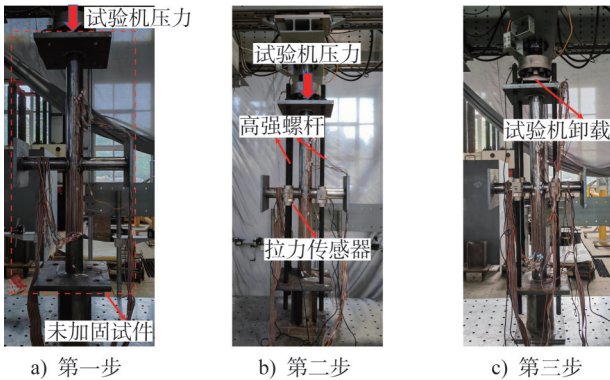 试验机压力
未加固试件
a) 第一步
试验机压力
高强螺杆
拉力传感器
b) 第二步
试验机卸载
c) 第三步